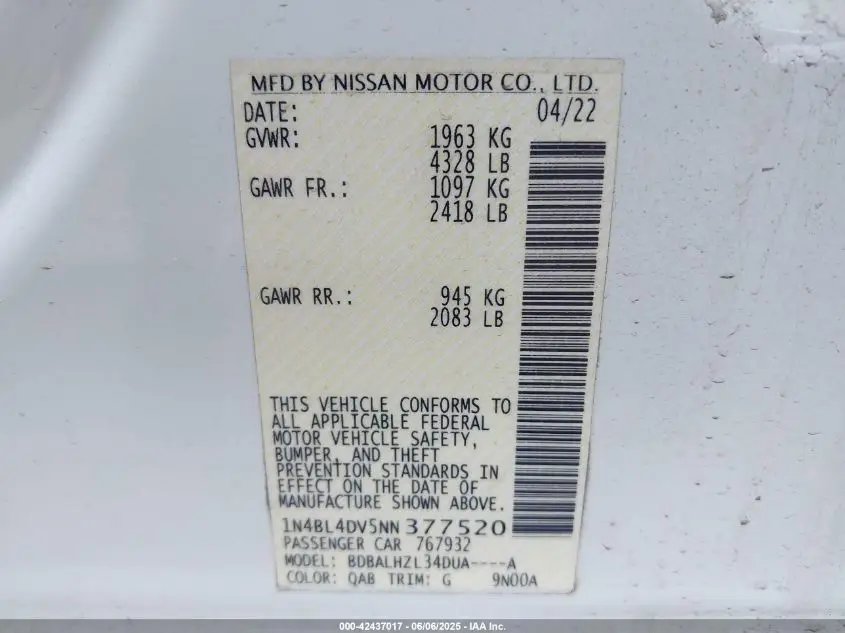 MFD BY NISSAN MOTOR CO., LTD.
DATE: 04/22
GVWR: 1963 KG
4328 LB
GAWR FR.: 1097 KG
2418 LB
GAWR RR.: 945 KG
2083 LB
THIS VEHICLE CONFORMS TO
ALL APPLICABLE FEDERAL
MOTOR VEHICLE SAFETY,
BUMPER, AND THEFT
PREVENTION STANDARDS IN
EFFECT ON THE DATE OF
MANUFACTURE SHOWN ABOVE.
1N4BL4DV5NN377520
PASSENGER CAR 767932
MODEL: BDBALHZL34DUA----A
COLOR: QAB TRIM: G 9N00A
000-42437017 - 06/06/2025 - IAA Inc.